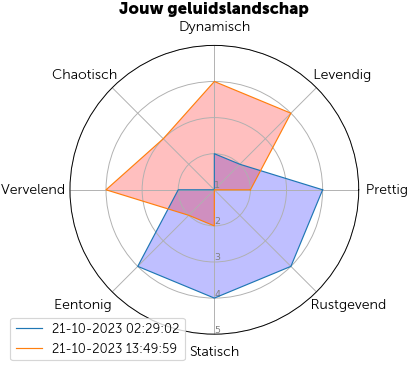 Jouw geluidslandschap
Dynamisch
Chaotisch
Levendig
Vervelend
Prettig
1
2
3
4
5
Eentonig
Rustgevend
Statisch
21-10-2023 02:29:02
21-10-2023 13:49:59